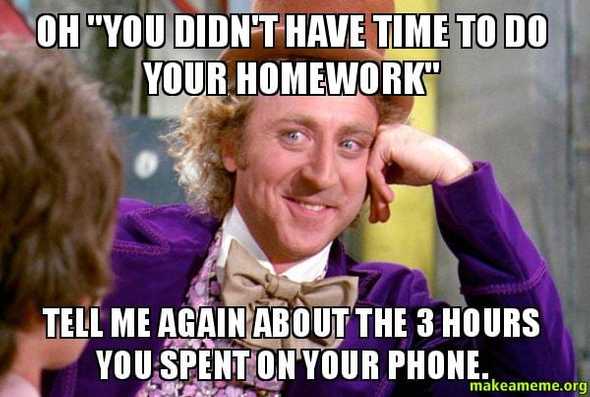 OH "YOU DIDN'T HAVE TIME TO DO
YOUR HOMEWORK"
TELL ME AGAIN ABOUT THE 3 HOURS
YOU SPENT ON YOUR PHONE.
makeameme.org